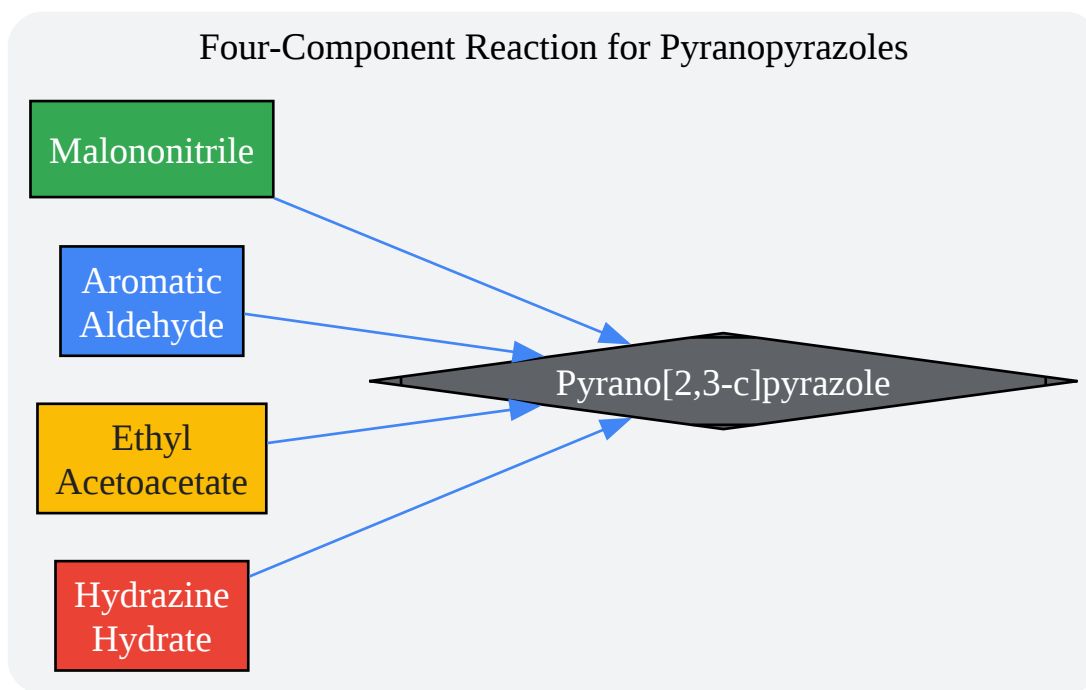 Four-Component Reaction for Pyranopyrazoles
Malononitrile
Aromatic
Aldehyde
Ethyl
Acetoacetate
Hydrazine
Hydrate
Pyrano[2,3-c]pyrazole